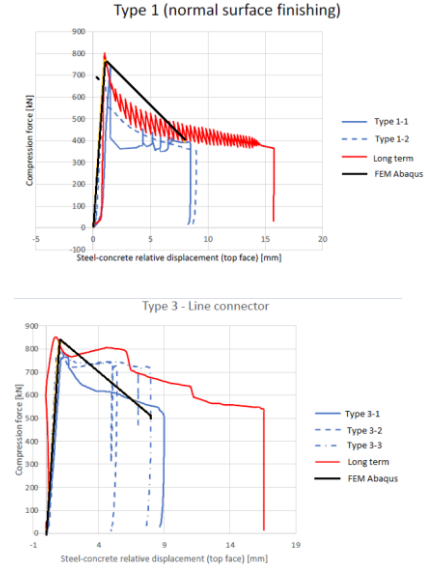 Type 1 (normal surface finishing)
Compression force [kN]
900
800
700
600
500
400
300
200
100
0
-100
-5
0
5
10
15
20
Steel-concrete relative displacement (top face) [mm]
Type 1-1
Type 1-2
Long term
FEM Abaqus
Type 3 - Line connector
Compression force [kN]
900
800
700
600
500
400
300
200
100
0
-1
4
9
14
19
Steel-concrete relative displacement (top face) [mm]
Type 3-1
Type 3-2
Type 3-3
Long term
FEM Abaqus